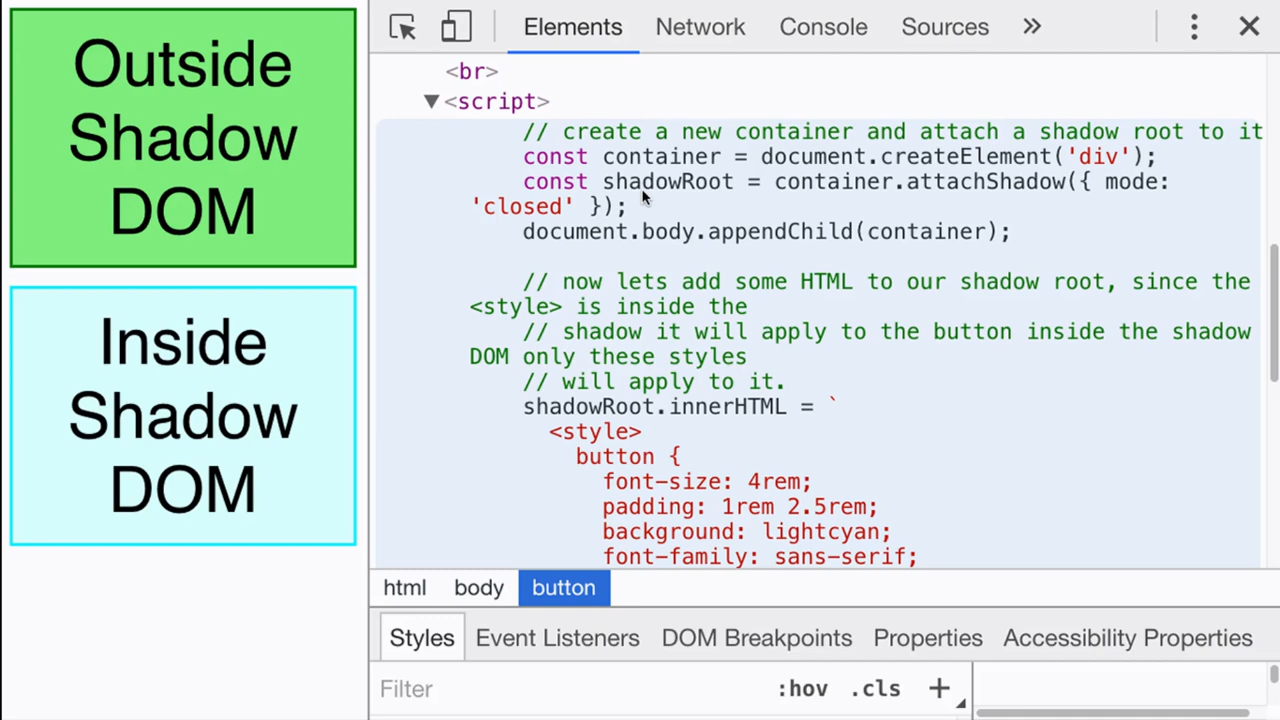 Outside
Shadow
DOM
Inside
Shadow
DOM
Elements Network Console Sources
<br>
<script>
// create a new container and attach a shadow root to it
const container = document.createElement('div');
const shadowRoot = container.attachShadow({ mode:
'closed' });
document.body.appendChild(container);
// now lets add some HTML to our shadow root, since the
<style> is inside the
// shadow it will apply to the button inside the shadow
DOM only these styles
// will apply to it.
shadowRoot.innerHTML = `
<style>
button {
font-size: 4rem;
padding: 1rem 2.5rem;
background: lightcyan;
font-family: sans-serif;
html body button
Styles Event Listeners DOM Breakpoints Properties Accessibility Properties
Filter :hov .cls +